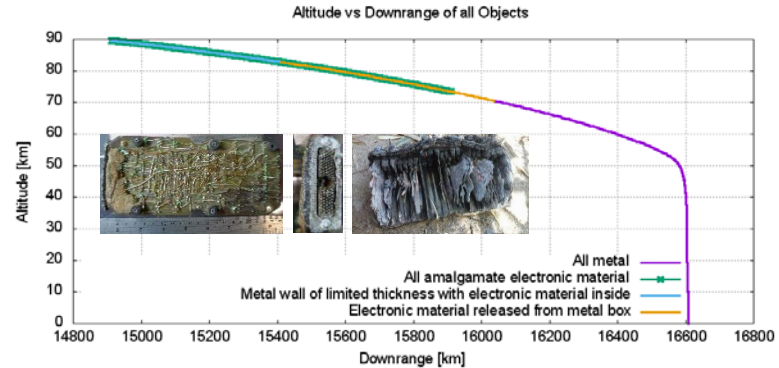 Altitude vs Downrange of all Objects
90
80
70
60
50
40
30
20
10
0
Altitude [km]
All metal
All amalgamate electronic material
Metal wall of limited thickness with electronic material inside
Electronic material released from metal box
14800 15000 15200 15400 15600 15800 16000 16200 16400 16600 16800
Downrange [km]